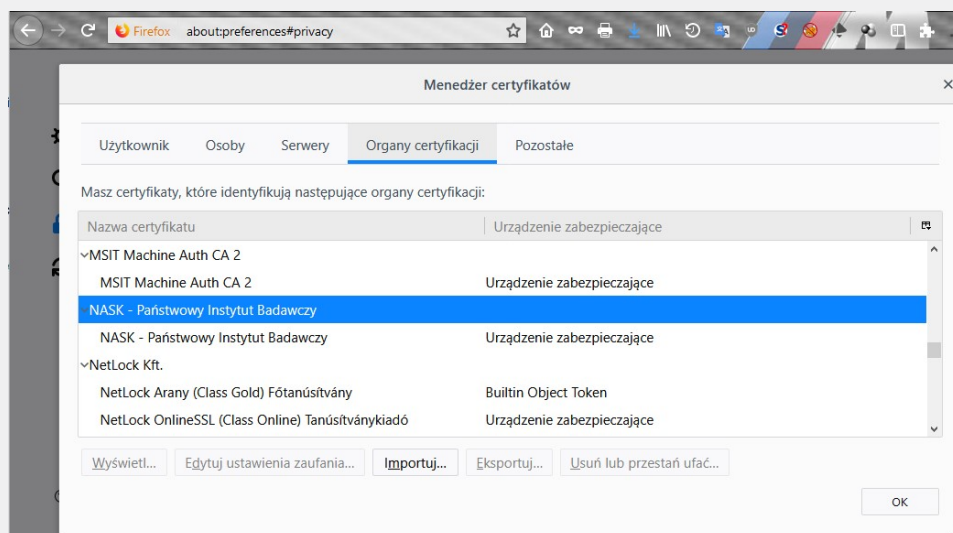 Firefox about:preferences#privacy
Menedżer certyfikatów
Użytkownik Osoby Serwery Organy certyfikacji Pozostałe
Masz certyfikaty, które identyfikują następujące organy certyfikacji:
Nazwa certyfikatu Urządzenie zabezpieczające
MSIT Machine Auth CA 2
MSIT Machine Auth CA 2 Urządzenie zabezpieczające
NASK - Państwowy Instytut Badawczy
NASK - Państwowy Instytut Badawczy Urządzenie zabezpieczające
NetLock Kft.
NetLock Arany (Class Gold) Főtanúsítvány Builtin Object Token
NetLock OnlineSSL (Class Online) Tanúsítványkiadó Urządzenie zabezpieczające
Wyświetl... Edytuj ustawienia zaufania... Importuj... Eksportuj... Usuń lub przestań ufać...
OK